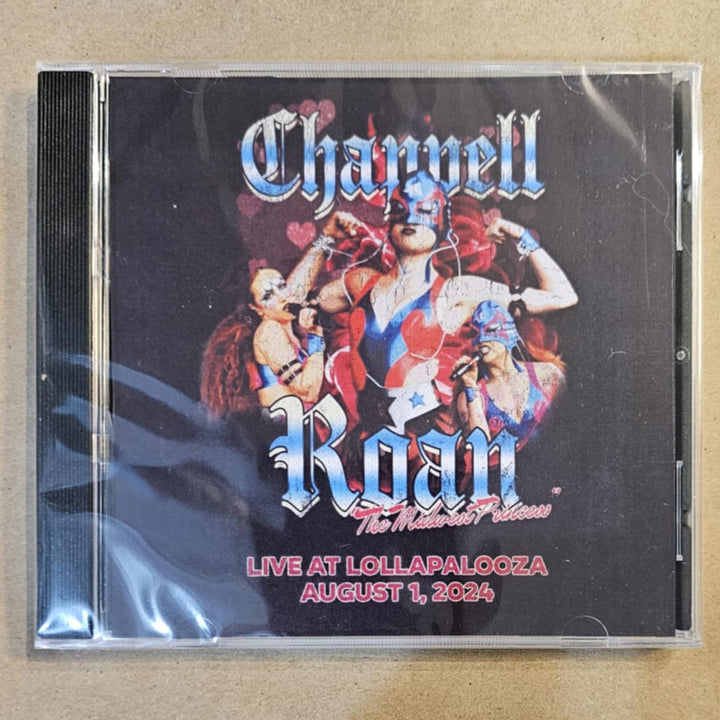 Chappell
Roan
The Midwest Princess"
LIVE AT LOLLAPALOOZA
AUGUST 1, 2024